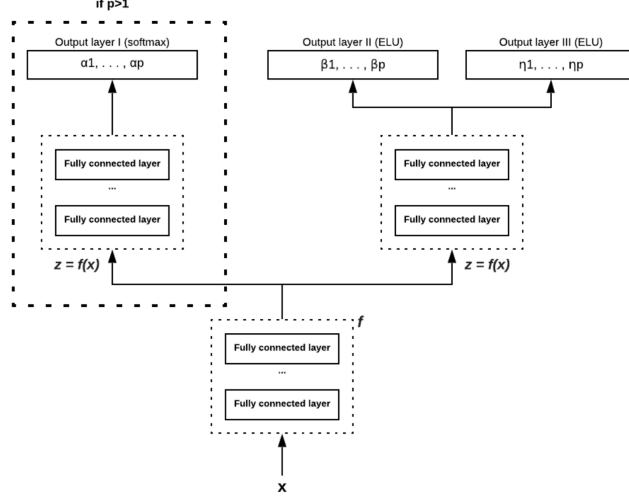 if p>1
Output layer I (softmax)
α1, . . . , αp
Output layer II (ELU)
β1, . . . , βp
Output layer III (ELU)
η1, . . . , ηp
Fully connected layer
...
Fully connected layer
Fully connected layer
...
Fully connected layer
z = f(x)
z = f(x)
f
Fully connected layer
...
Fully connected layer
x